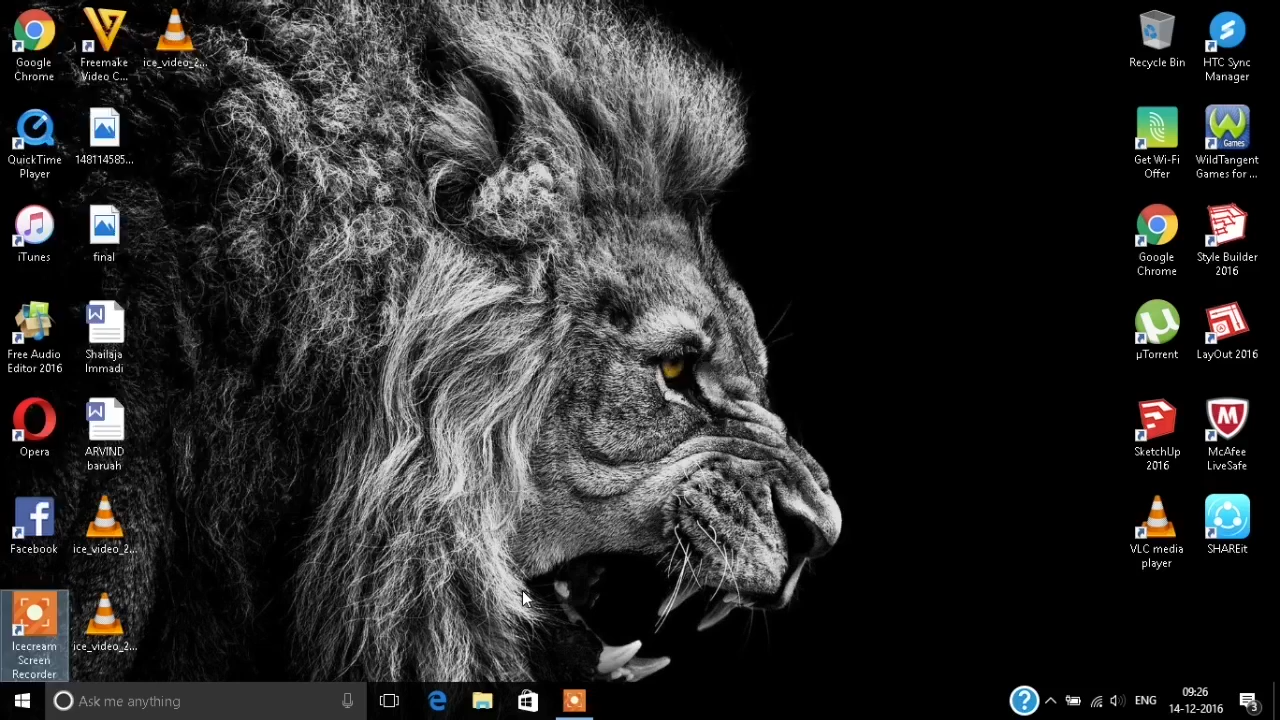 Google
Chrome
Freemake
Video C...
ice_video_2...
QuickTime
Player
148114585...
iTunes
final
Free Audio
Editor 2016
Shailaja
Immadi
Opera
ARVIND
baruah
Facebook
ice_video_2...
Icecream
Screen
Recorder
ice_video_2...
Recycle Bin
HTC Sync
Manager
Get Wi-Fi
Offer
Games
WildTangent
Games for ...
Google
Chrome
Style Builder
2016
µTorrent
LayOut 2016
SketchUp
2016
McAfee
LiveSafe
VLC media
player
SHAREit
Ask me anything
ENG
09:26
14-12-2016
3